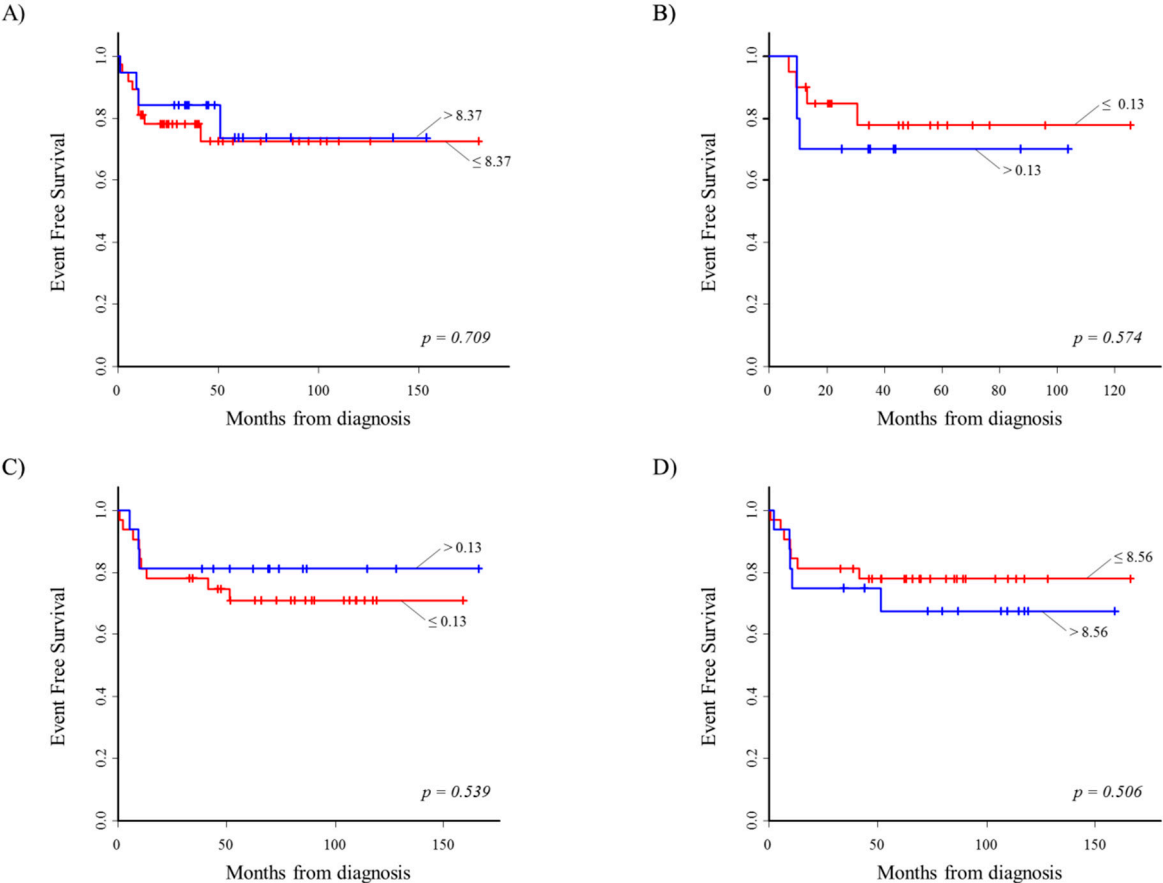 A)
Event Free Survival
0.0 0.2 0.4 0.6 0.8 1.0
> 8.37
≤ 8.37
p = 0.709
0 50 100 150
Months from diagnosis
B)
Event Free Survival
0.0 0.2 0.4 0.6 0.8 1.0
≤ 0.13
> 0.13
p = 0.574
0 20 40 60 80 100 120
Months from diagnosis
C)
Event Free Survival
0.0 0.2 0.4 0.6 0.8 1.0
> 0.13
≤ 0.13
p = 0.539
0 50 100 150
Months from diagnosis
D)
Event Free Survival
0.0 0.2 0.4 0.6 0.8 1.0
≤ 8.56
> 8.56
p = 0.506
0 50 100 150
Months from diagnosis